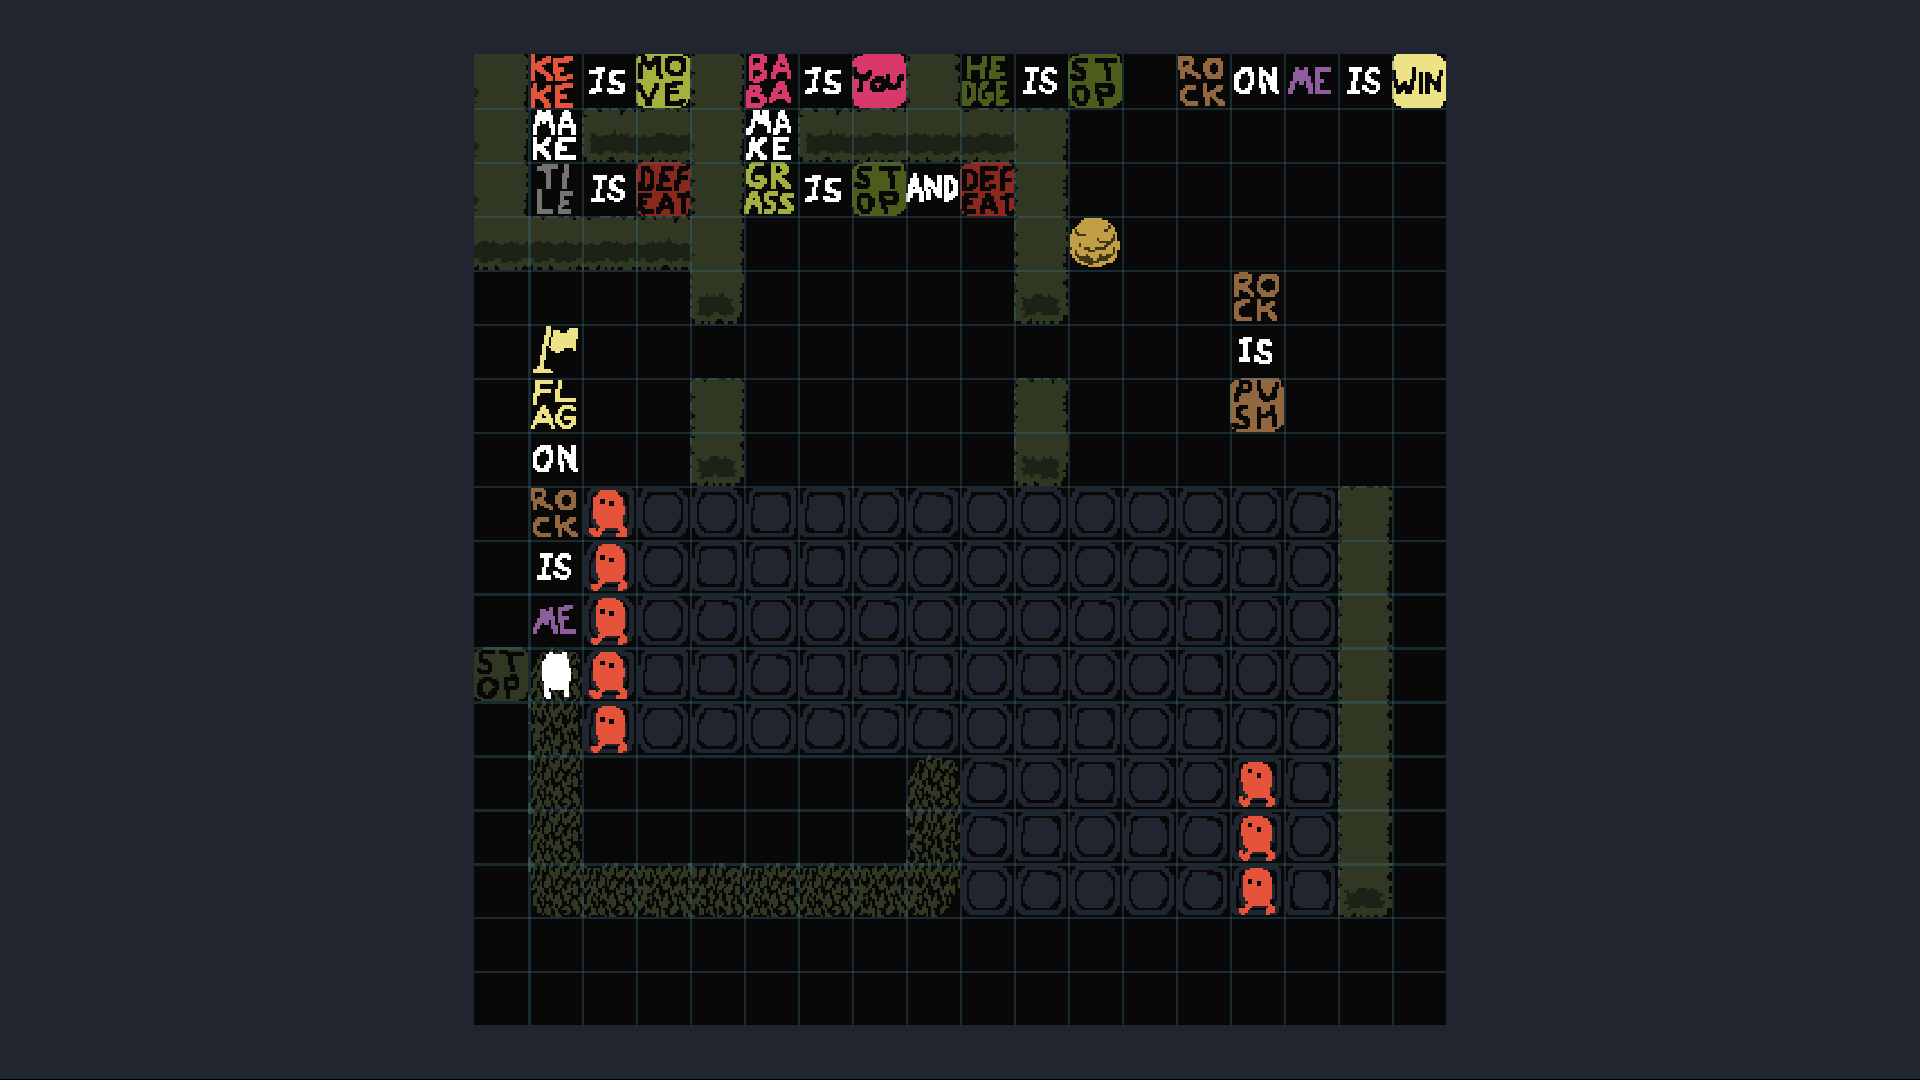 KEKE IS MOVE BABA IS YOU HEDGE IS STOP ROCK ON ME IS WIN
MAKE MAKE
TILE IS DEFEAT GRASS IS STOP AND DEFEAT
ROCK
IS
PUSH
FLAG
ON
ROCK
IS
ME
STOP